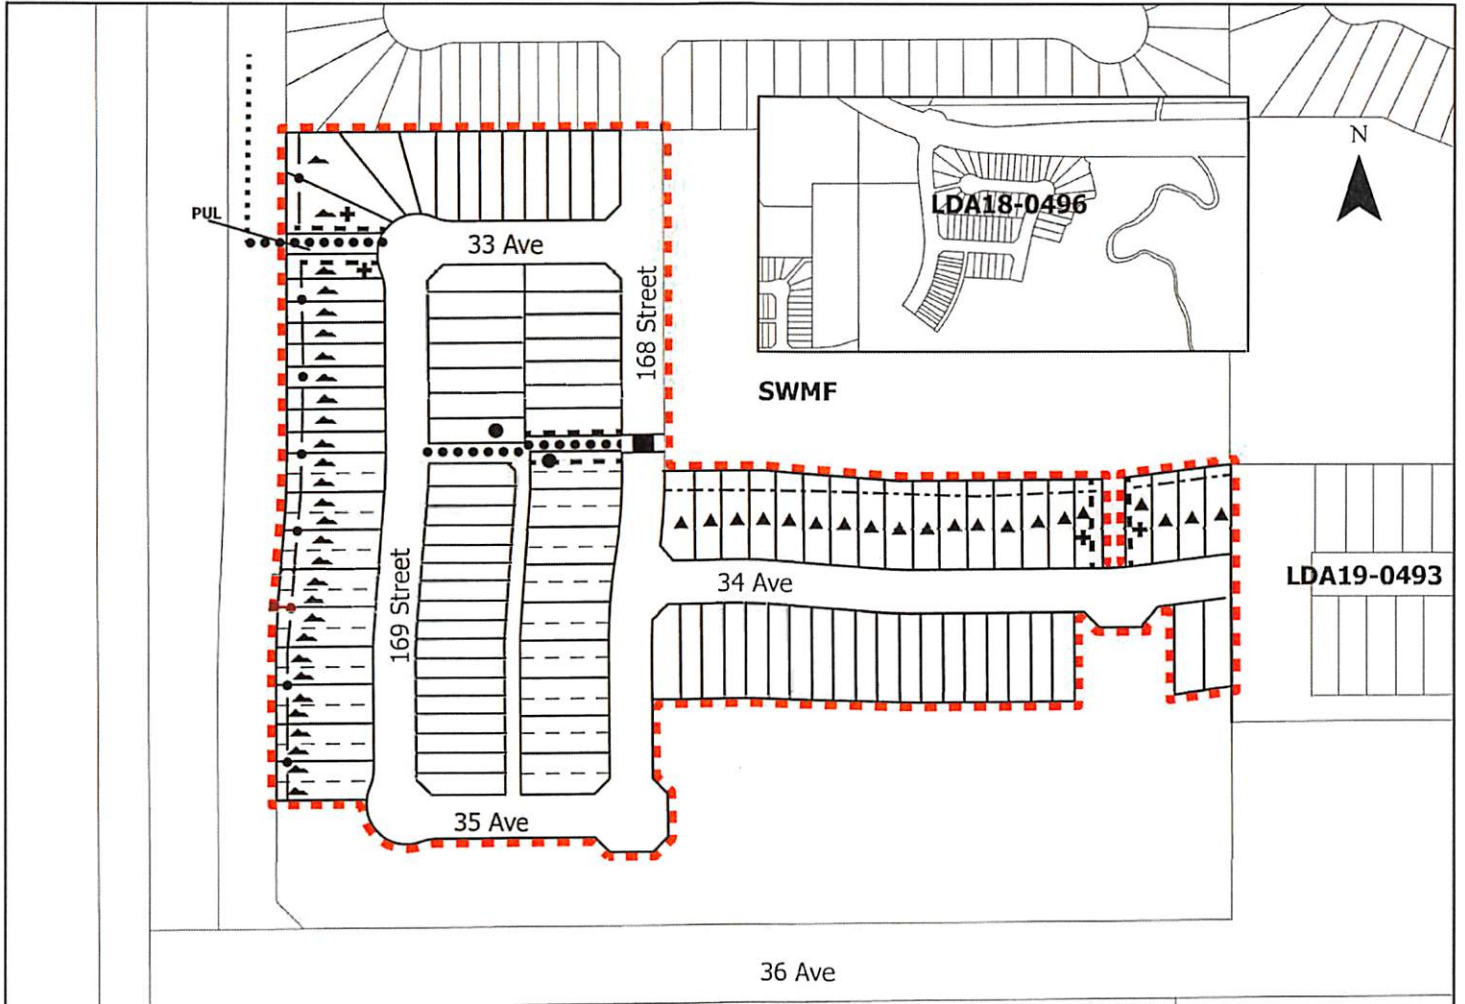 N
LDA18-0496
PUL
33 Ave
168 Street
SWMF
34 Ave
LDA19-0493
169 Street
35 Ave
36 Ave